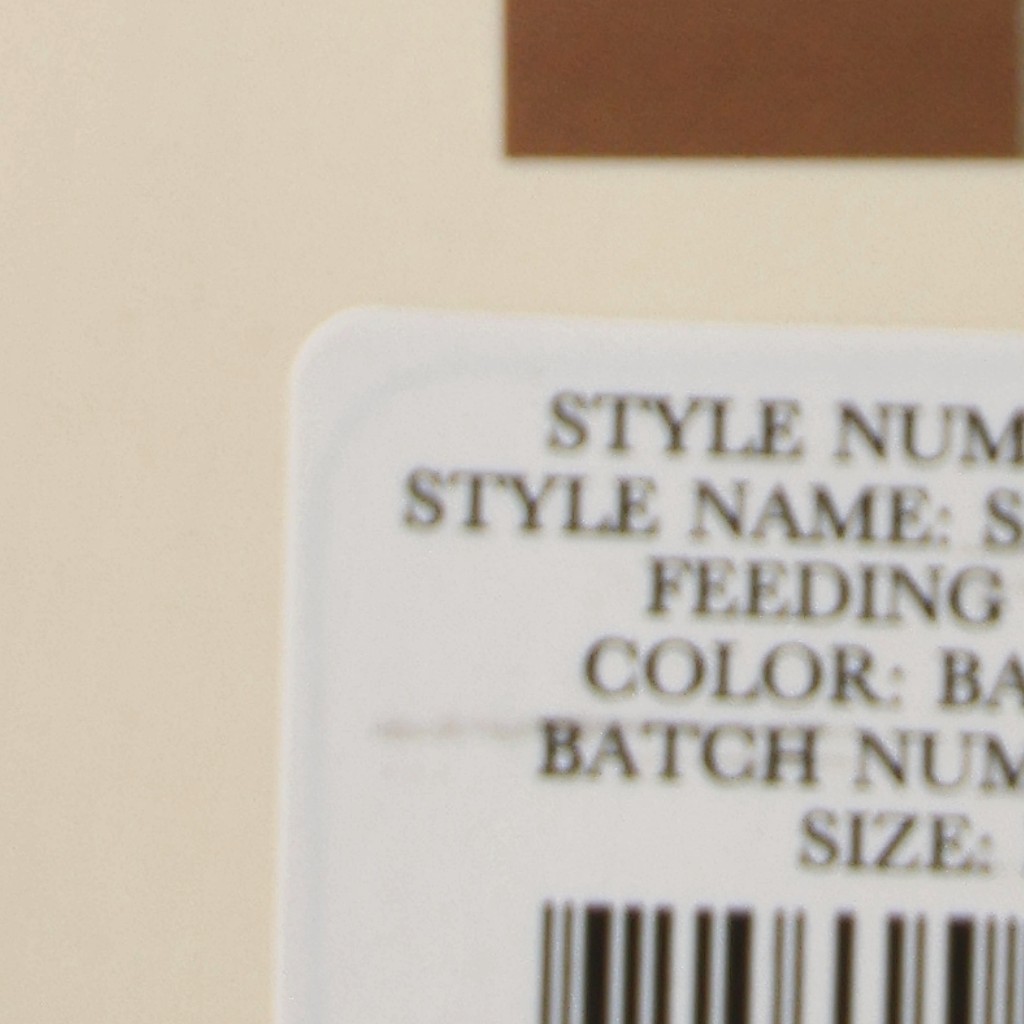 STYLE NUM
STYLE NAME: S
FEEDING
COLOR: BA
BATCH NUM
SIZE: